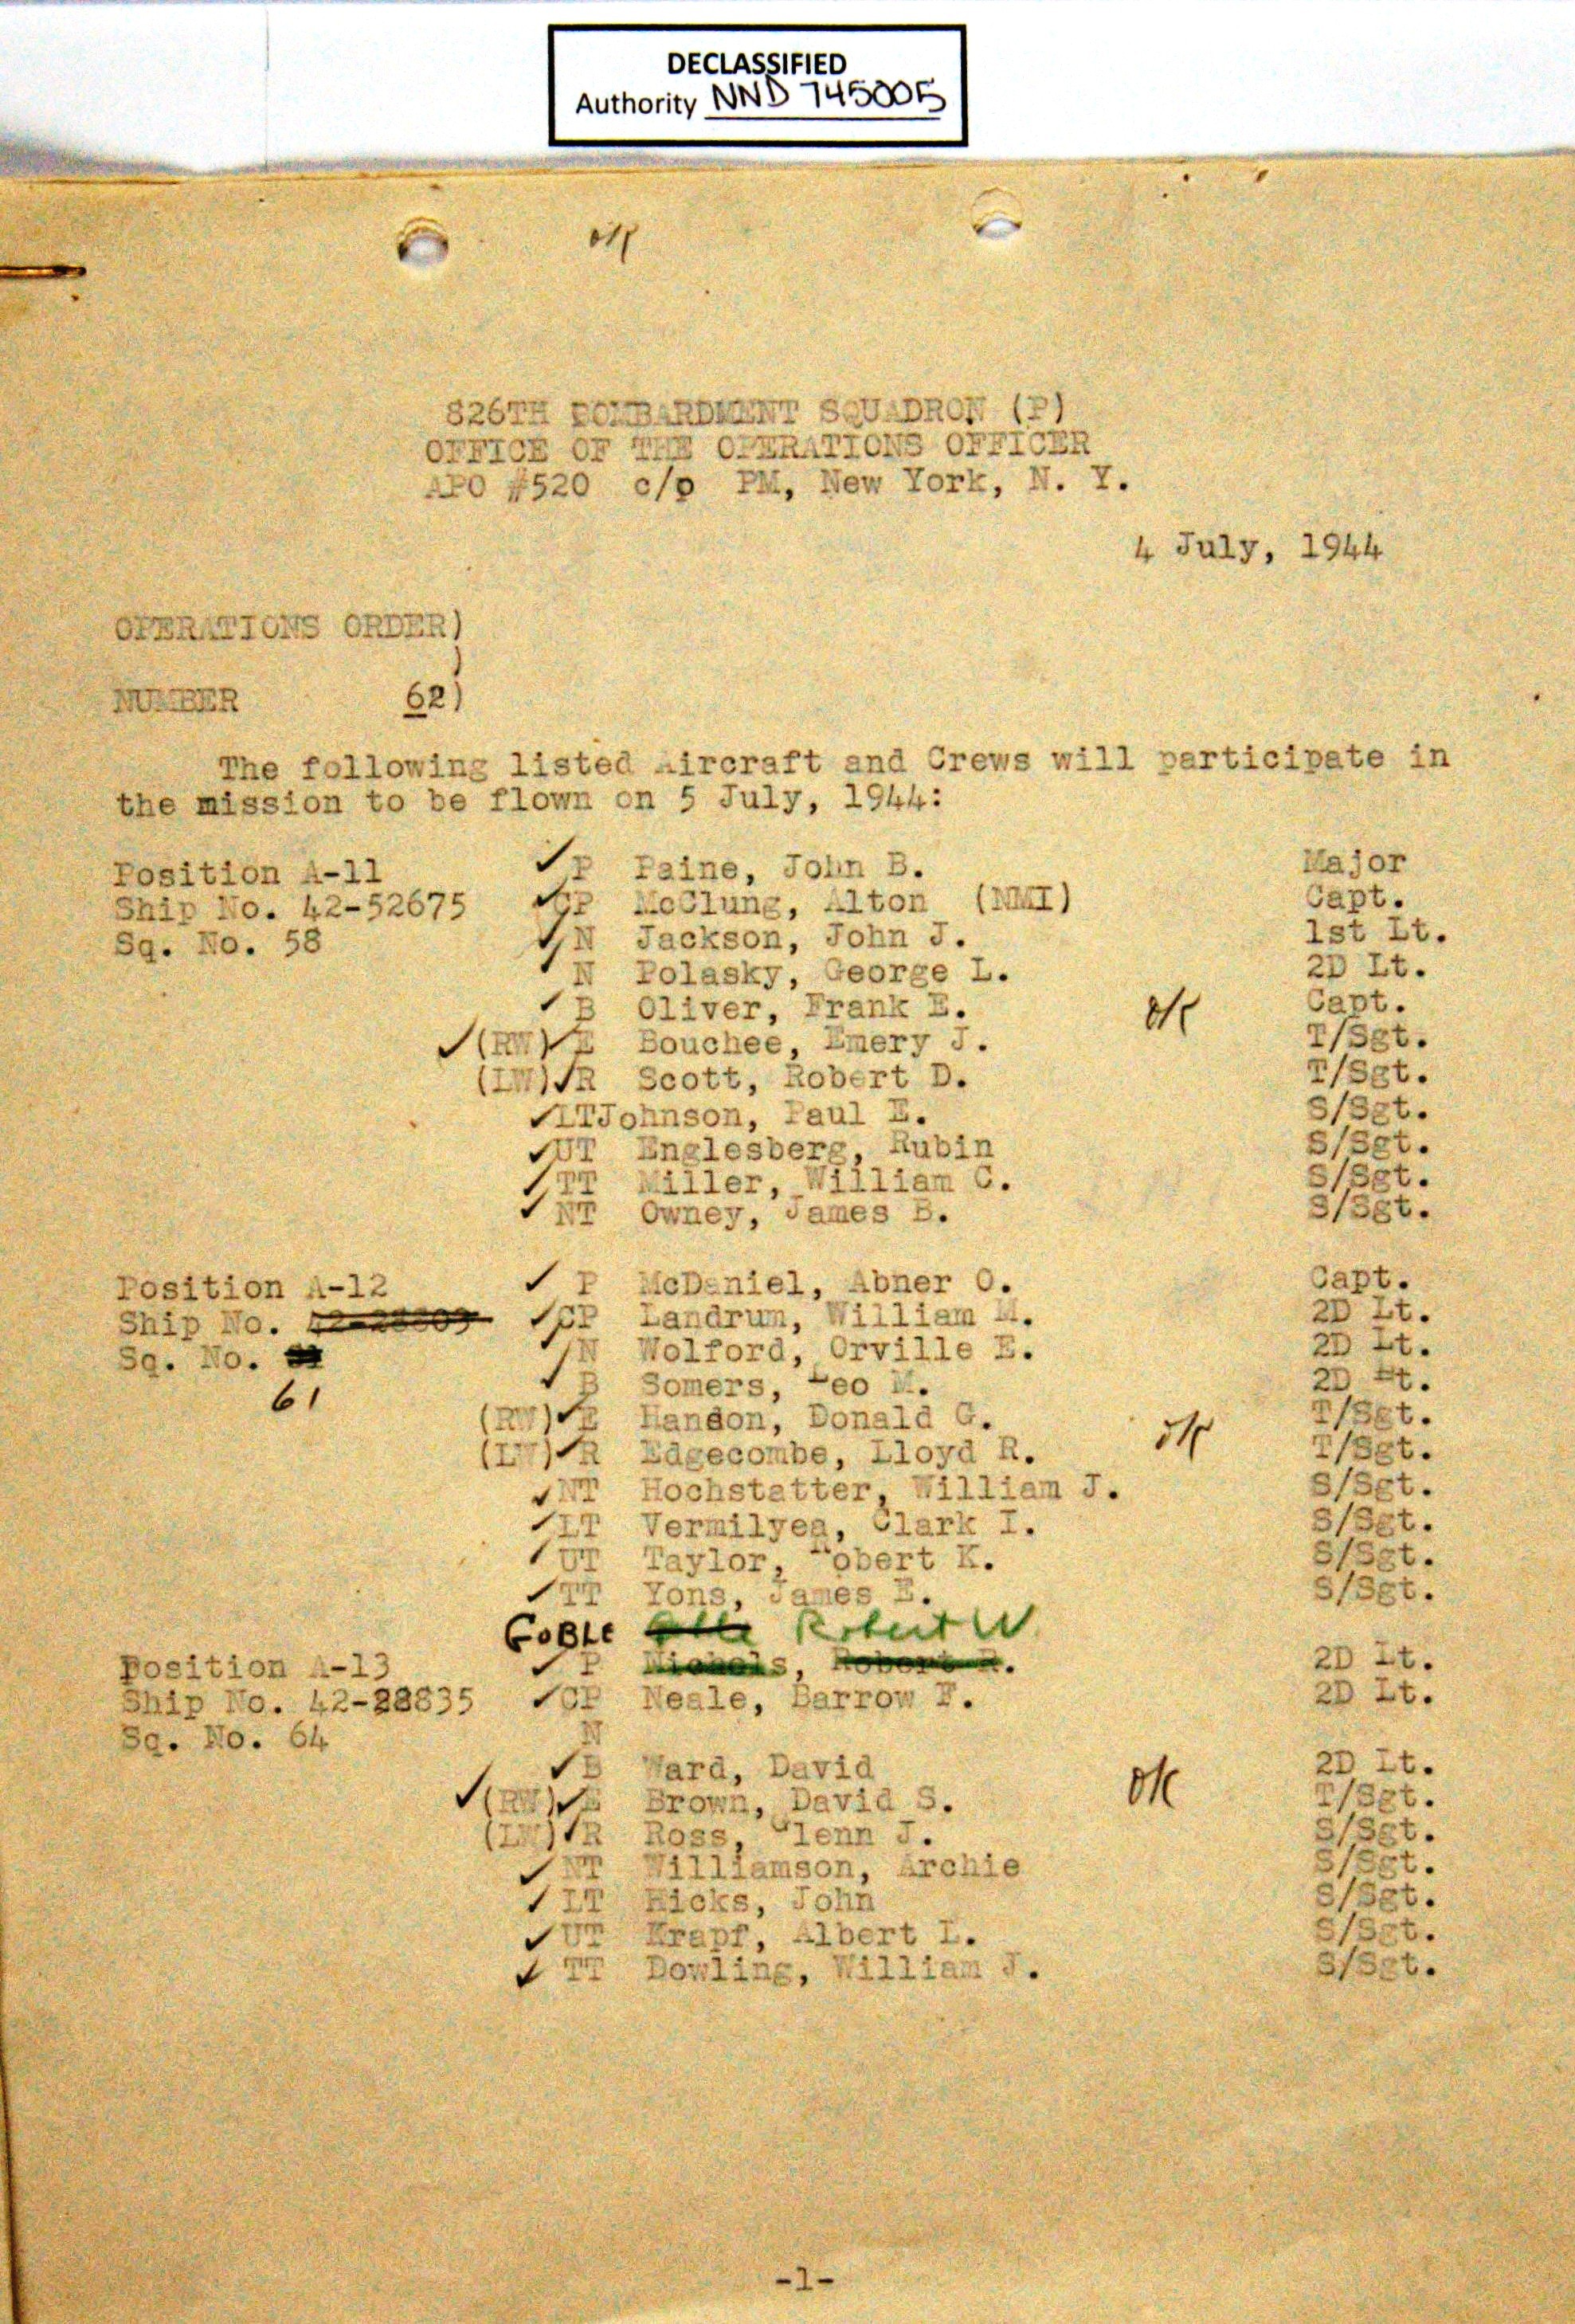 DECLASSIFIED
Authority NND 745005
OK
826TH BOMBARDMENT SQUADRON (P)
OFFICE OF THE OPERATIONS OFFICER
APO #520 c/o PM, New York, N. Y.
4 July, 1944
OPERATIONS ORDER)
)
NUMBER 62)
The following listed Aircraft and Crews will participate in
the mission to be flown on 5 July, 1944:
Position A-11 ✓P Paine, John B. Major
Ship No. 42-52675 ✓CP McClung, Alton (NMI) Capt.
Sq. No. 58 ✓N Jackson, John J. 1st Lt.
✓N Polasky, George L. 2D Lt.
✓B Oliver, Frank E. OK Capt.
✓(RW)✓E Bouchee, Emery J. T/Sgt.
(LW)✓R Scott, Robert D. T/Sgt.
✓LTJohnson, Paul E. S/Sgt.
✓UT Englesberg, Rubin S/Sgt.
✓TT Miller, William C. S/Sgt.
✓NT Owney, James B. S/Sgt.
Position A-12 ✓P McDaniel, Abner O. Capt.
Ship No. ✓CP Landrum, William M. 2D Lt.
Sq. No. ✓N Wolford, Orville E. 2D Lt.
61 ✓B Somers, Leo M. 2D Lt.
(RW)✓E Handon, Donald G. T/Sgt.
(LW)✓R Edgecombe, Lloyd R. OK T/Sgt.
✓NT Hochstatter, William J. S/Sgt.
✓LT Vermilyea, Clark I. S/Sgt.
✓UT Taylor, Robert K. S/Sgt.
✓TT Yons, James E. S/Sgt.
GOBLE Robert W
Position A-13 ✓P Nichols, Robert R. 2D Lt.
Ship No. 42-28835 ✓CP Neale, Barrow F. 2D Lt.
Sq. No. 64 N
✓B Ward, David OK 2D Lt.
✓(RW)✓E Brown, David S. T/Sgt.
(LW)✓R Ross, Glenn J. S/Sgt.
✓NT Williamson, Archie S/Sgt.
✓LT Hicks, John S/Sgt.
✓UT Krapf, Albert L. S/Sgt.
✓TT Dowling, William J. S/Sgt.
-1-